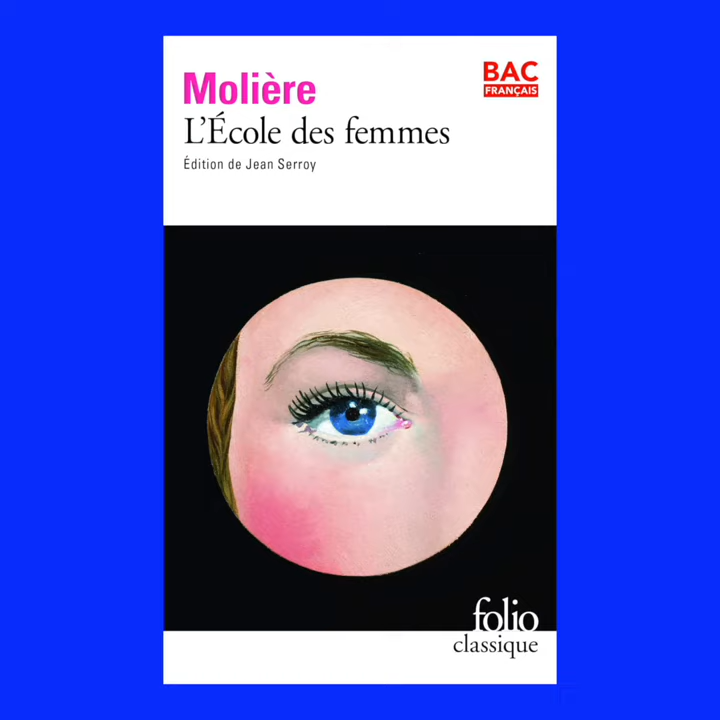 Molière
BAC
FRANÇAIS
L'École des femmes
Édition de Jean Serroy
folio
classique